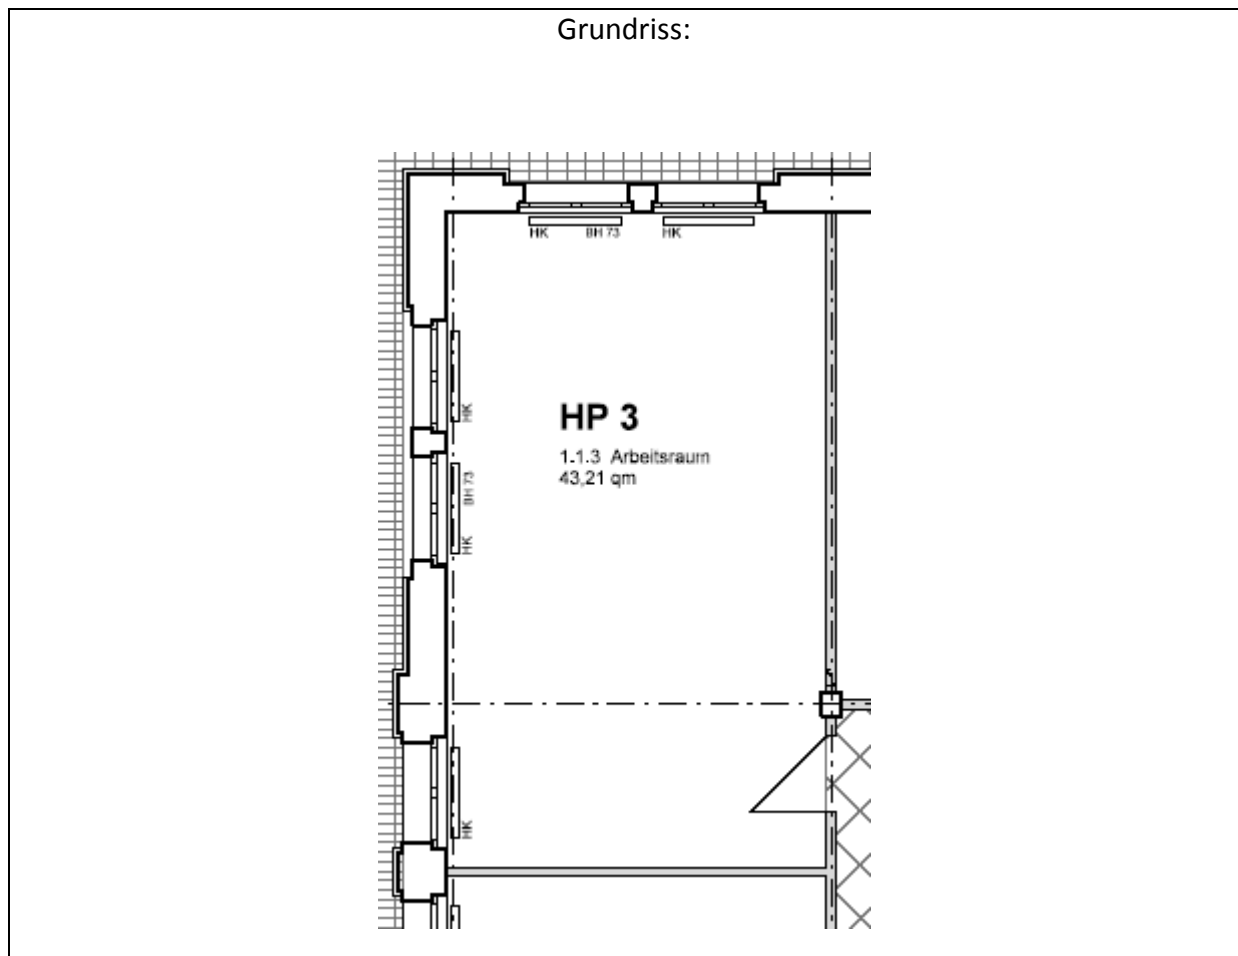 Grundriss:
HK BH 73 HK
HK
HP 3
1.1.3 Arbeitsraum
43,21 qm
BH 73
HK
HK